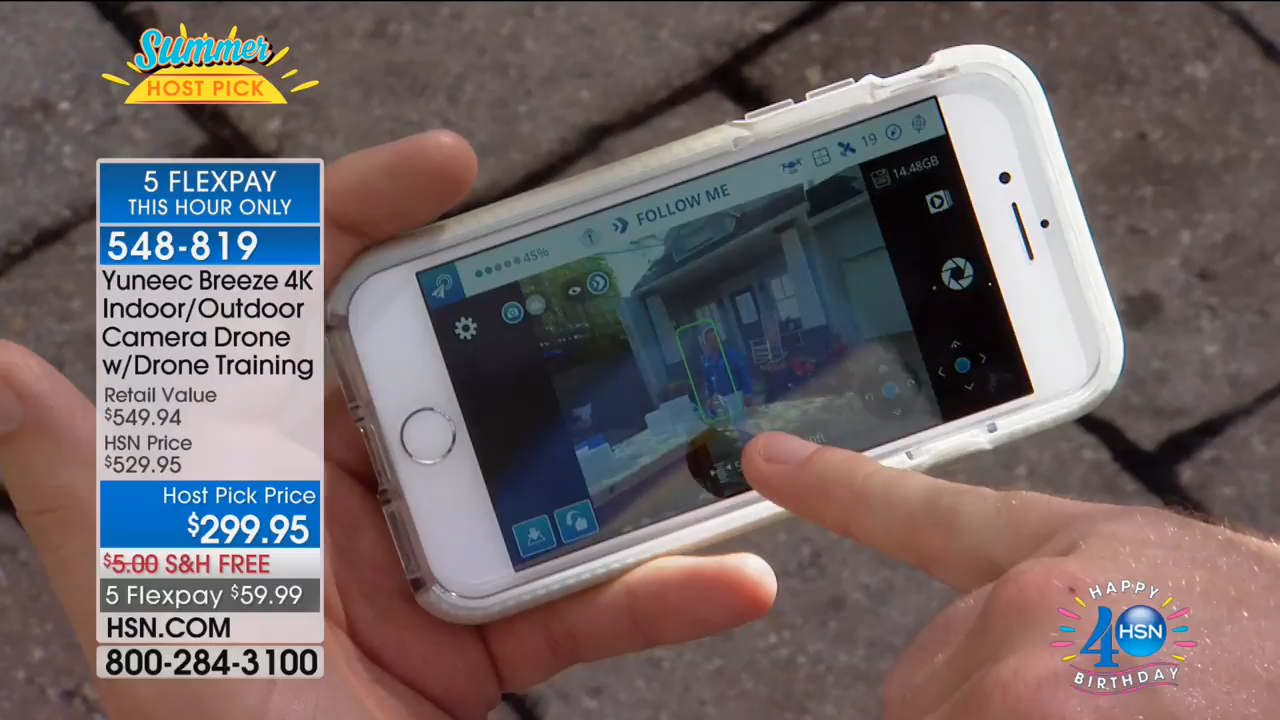 Summer
HOST PICK
5 FLEXPAY
THIS HOUR ONLY
548-819
Yuneec Breeze 4K
Indoor/Outdoor
Camera Drone
w/Drone Training
Retail Value
$549.94
HSN Price
$529.95
Host Pick Price
$299.95
$5.00 S&H FREE
5 Flexpay $59.99
HSN.COM
800-284-3100
45%
FOLLOW ME
19
14.48GB
HAPPY
40
HSN
BIRTHDAY